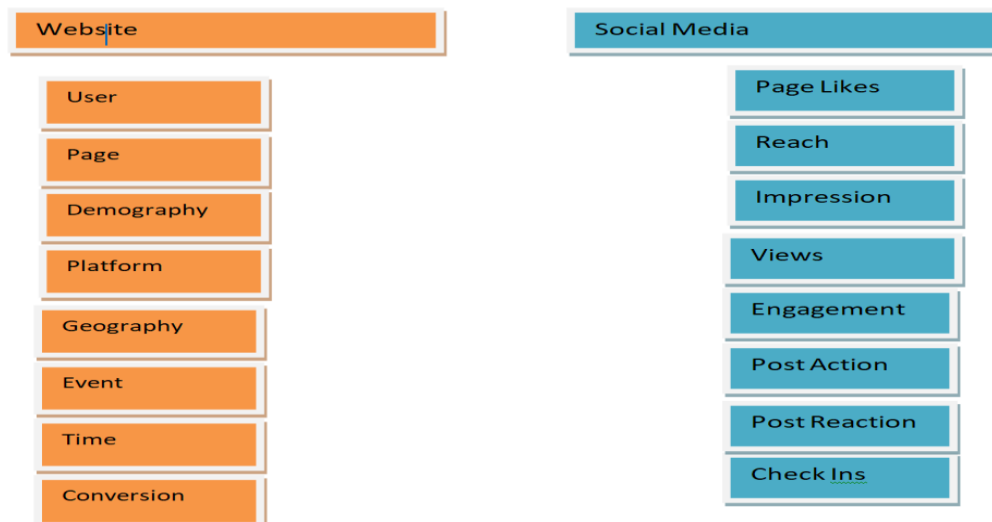 Website
User
Page
Demography
Platform
Geography
Event
Time
Conversion
Social Media
Page Likes
Reach
Impression
Views
Engagement
Post Action
Post Reaction
Check Ins